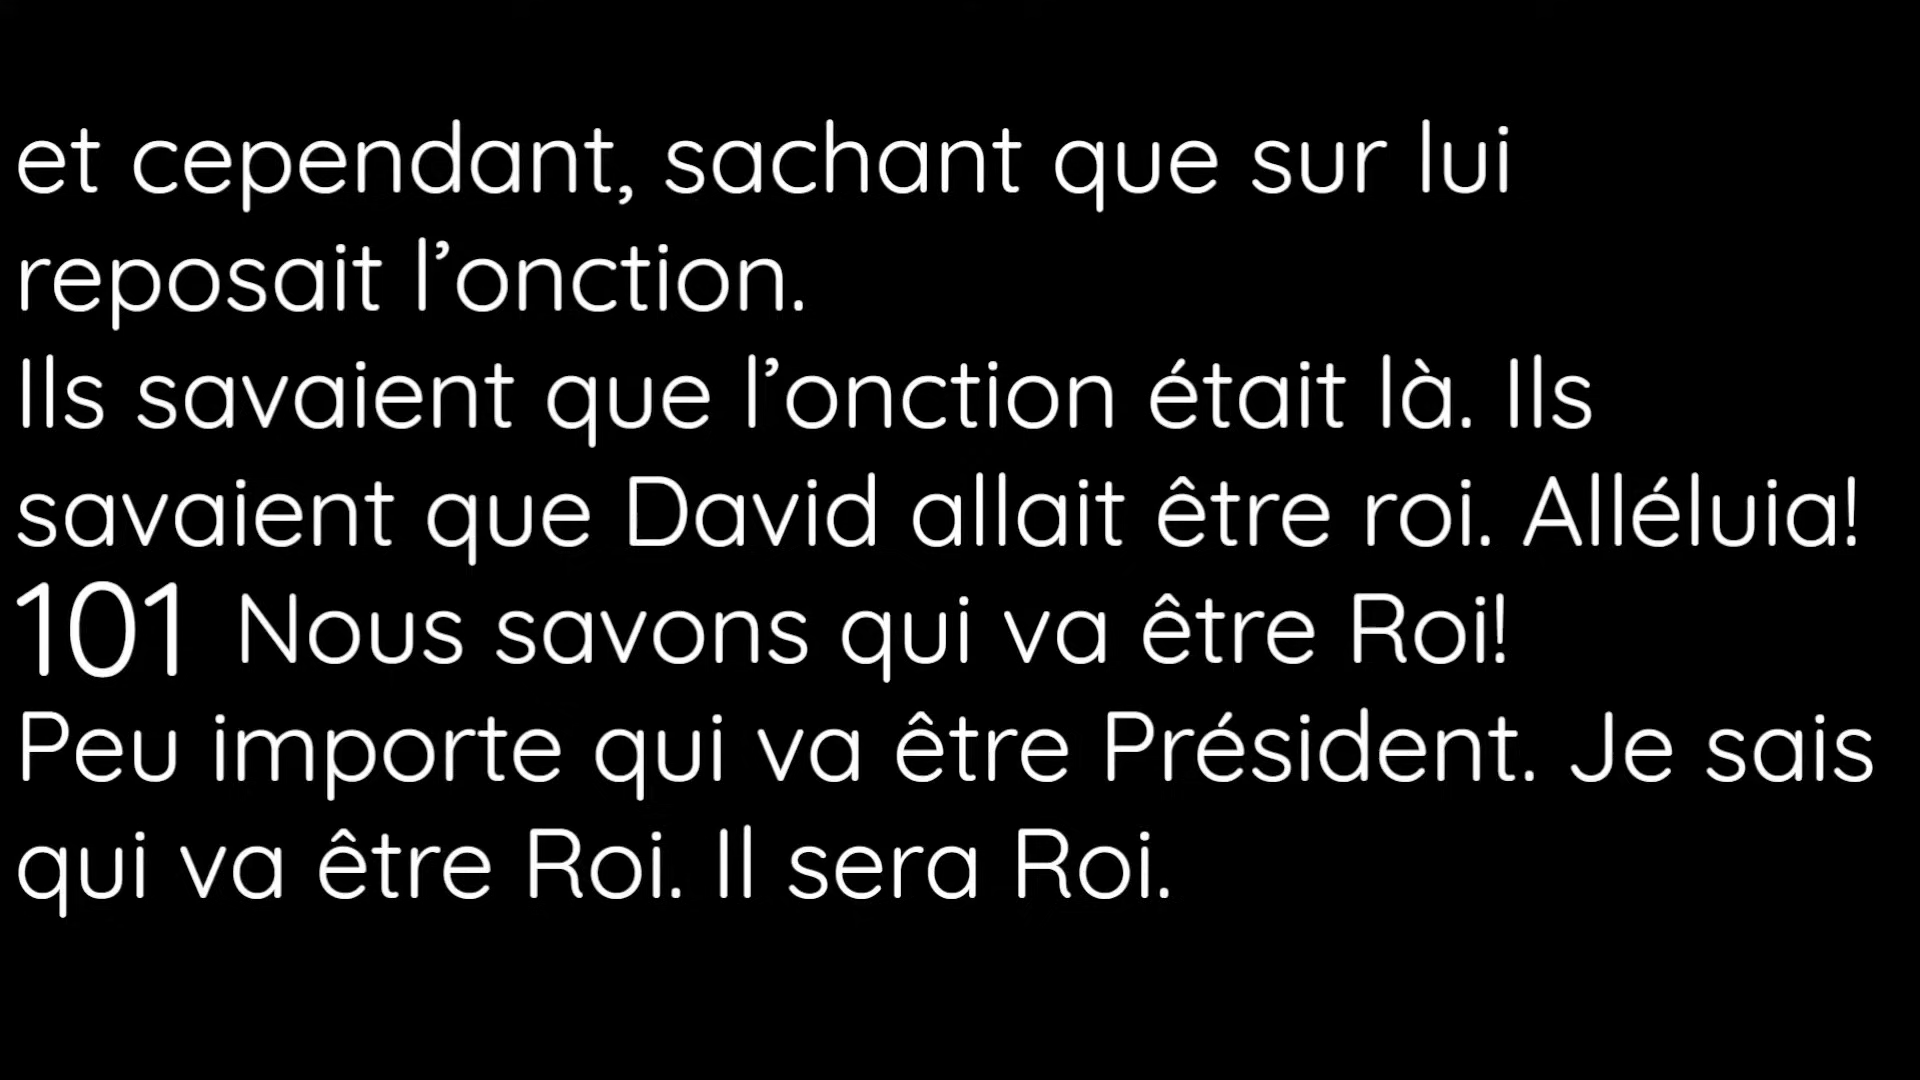 et cependant, sachant que sur lui
reposait l’onction.
Ils savaient que l’onction était là. Ils
savaient que David allait être roi. Alléluia!
101 Nous savons qui va être Roi!
Peu importe qui va être Président. Je sais
qui va être Roi. Il sera Roi.